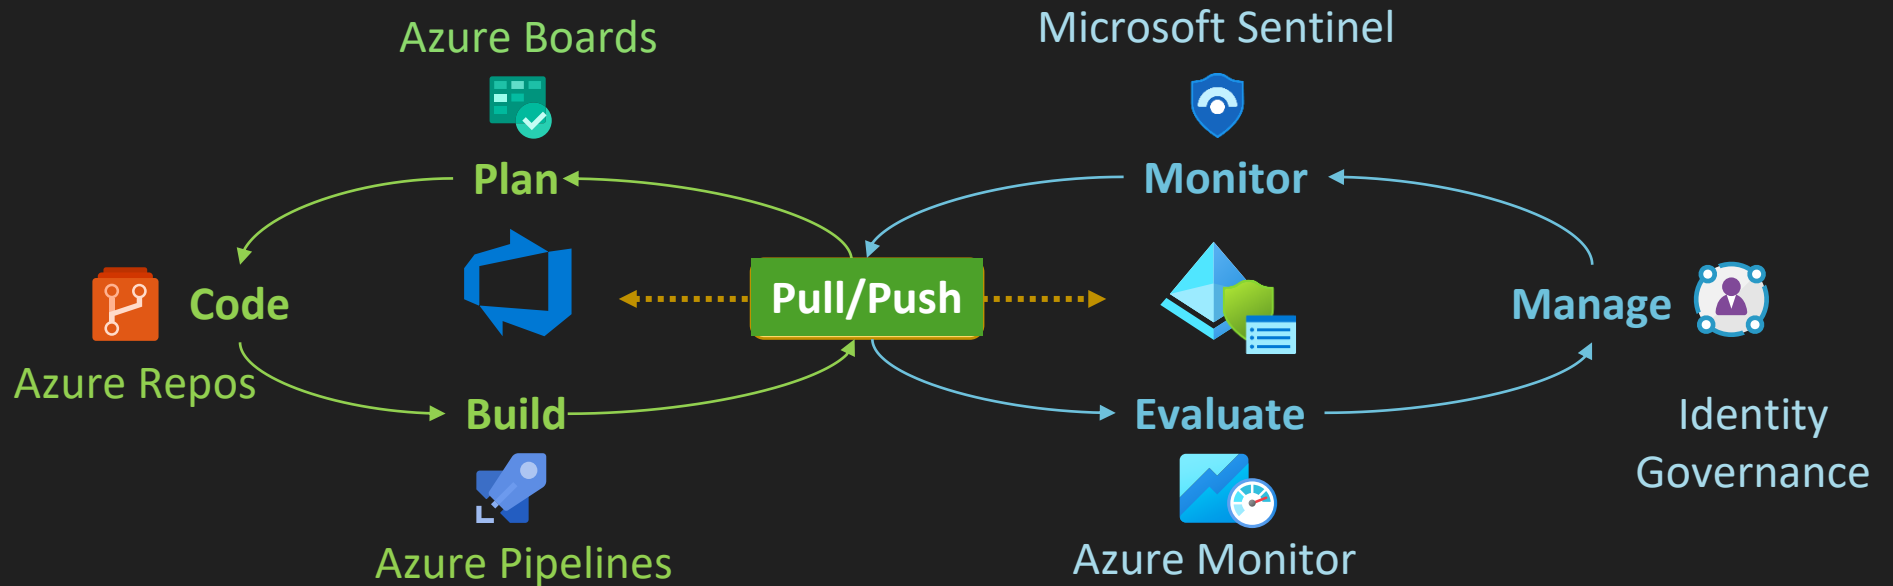 Azure Boards
Microsoft Sentinel
Plan
Monitor
Code
Pull/Push
Manage
Azure Repos
Build
Evaluate
Identity
Governance
Azure Pipelines
Azure Monitor